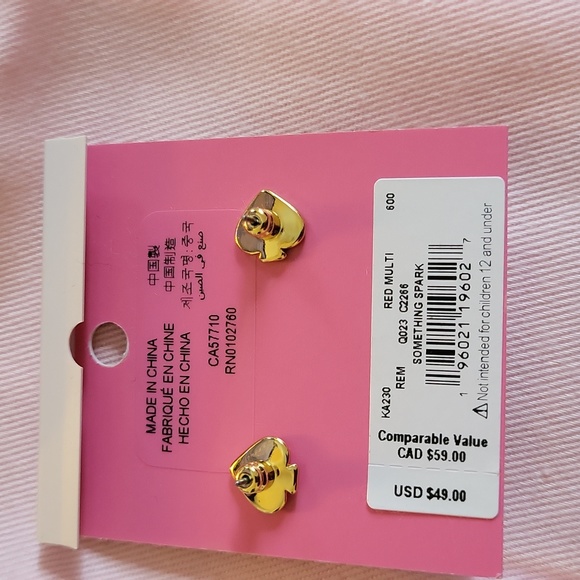 中国製
中国制造
제조국명: 중국
صنع في الصين
MADE IN CHINA
FABRIQUÉ EN CHINE
HECHO EN CHINA
CA57710
RN0102760
600
KA230 RED MULTI
REM Q023 C2266
SOMETHING SPARK
1 96021 19602 7
⚠ Not intended for children 12 and under
Comparable Value
CAD $59.00
USD $49.00